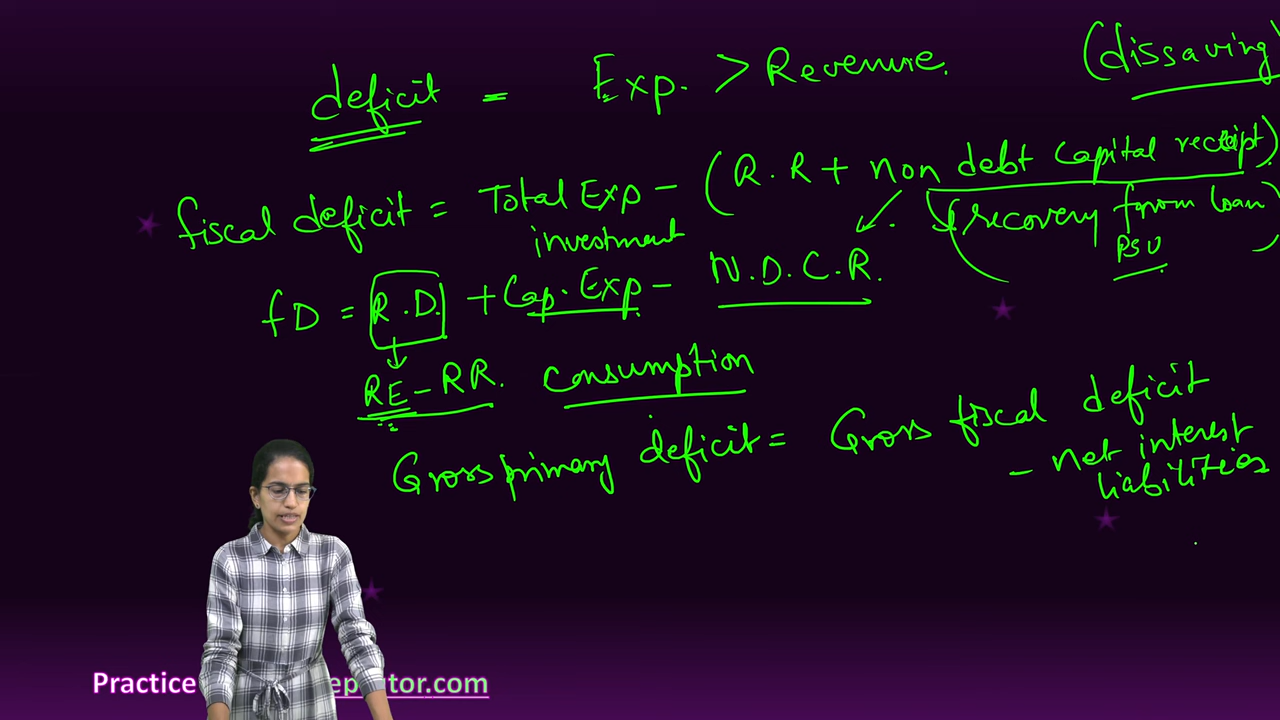 deficit = Exp. > Revenue. (dissaving)
fiscal deficit = Total Exp - (R.R + non debt Capital receipt)
investment
(recovery from loan)
PSU
fD = R.D. + Cap. Exp - N.D.C.R.
RE - RR. Consumption
Gross primary deficit = Gross fiscal deficit
- net interest
liabilities
Practice
eptutor.com